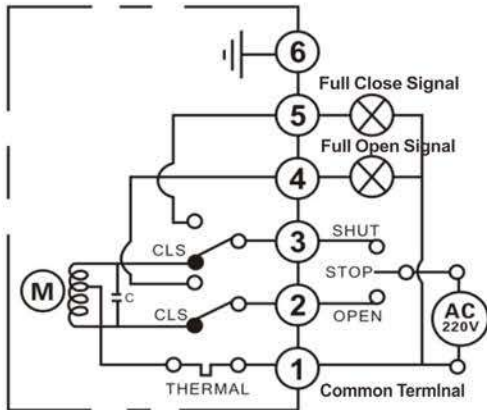 6
Full Close Signal
5
Full Open Signal
4
3
SHUT
CLS
STOP
M
C
2
CLS
OPEN
AC
220V
1
THERMAL
Common Terminal